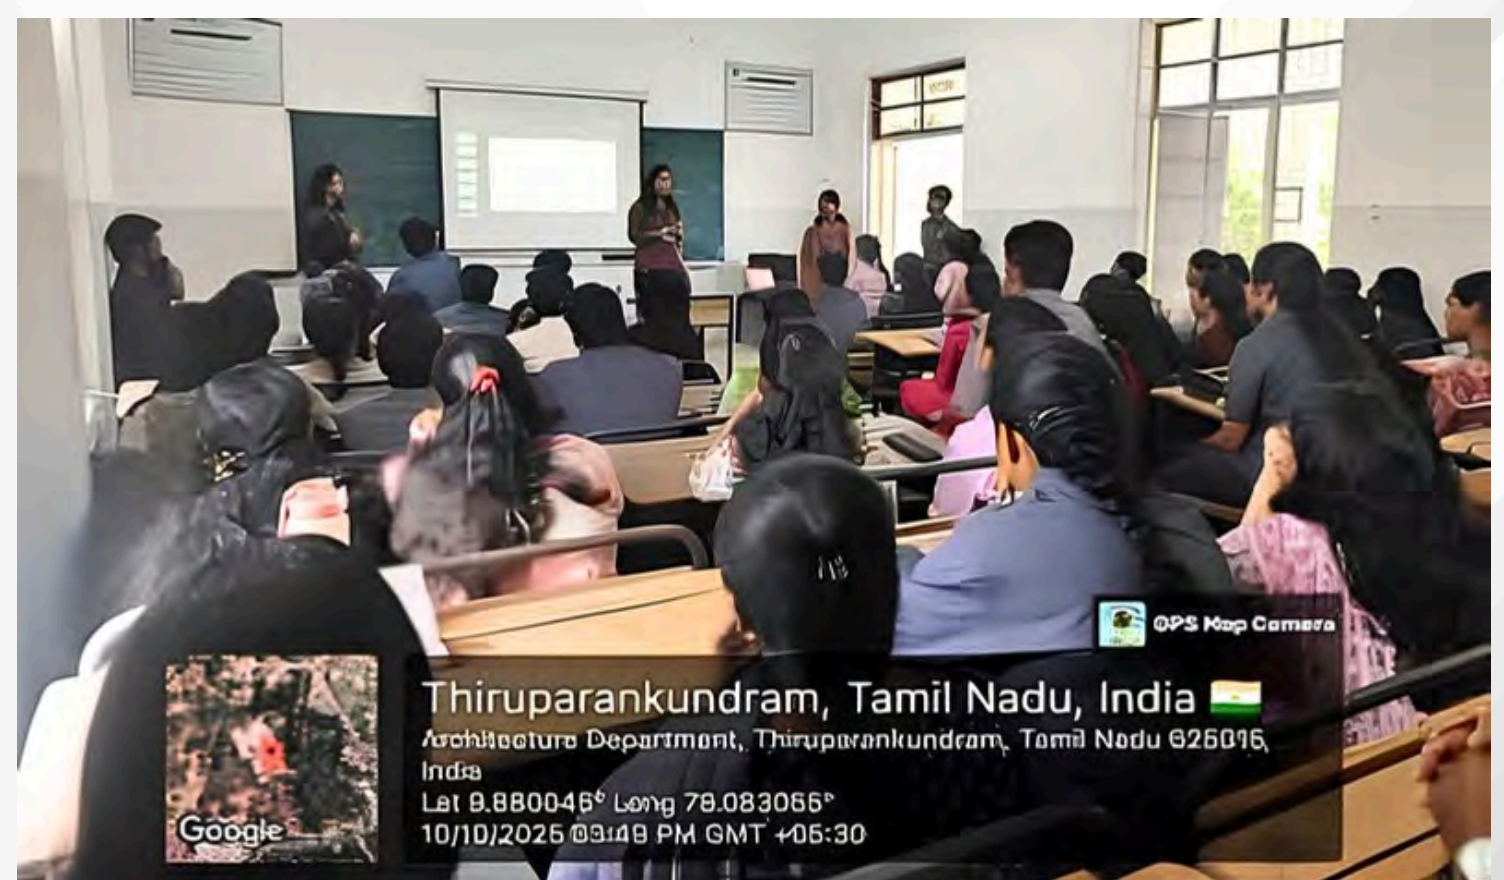 GPS Map Camera
Thiruparankundram, Tamil Nadu, India
Architecture Department, Thiruparankundram, Tamil Nadu 625015,
India
Lat 9.880046° Long 78.083066°
10/10/2025 03:49 PM GMT +05:30
Google